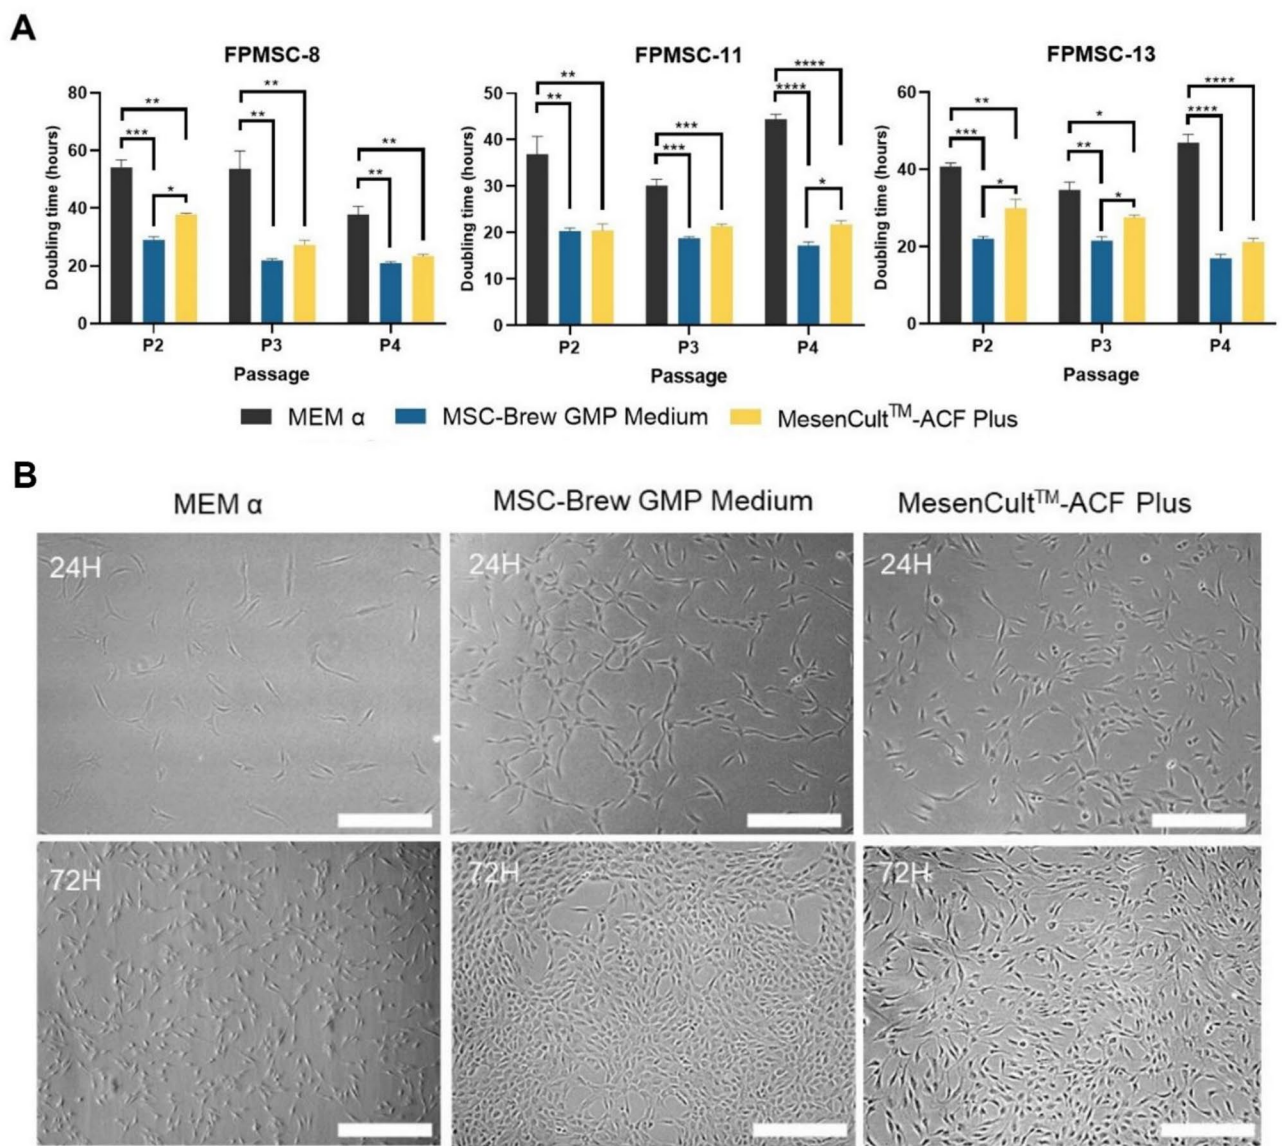 A
FPMSC-8
Doubling time (hours)
80
60
40
20
0
** 
***
*
**
**
**
**
P2 P3 P4
Passage
FPMSC-11
Doubling time (hours)
50
40
30
20
10
0
**
**
***
***
****
****
*
P2 P3 P4
Passage
FPMSC-13
Doubling time (hours)
60
40
20
0
**
***
*
*
**
*
****
****
P2 P3 P4
Passage
MEM α MSC-Brew GMP Medium MesenCult™-ACF Plus
B
MEM α MSC-Brew GMP Medium MesenCult™-ACF Plus
24H 24H 24H
72H 72H 72H